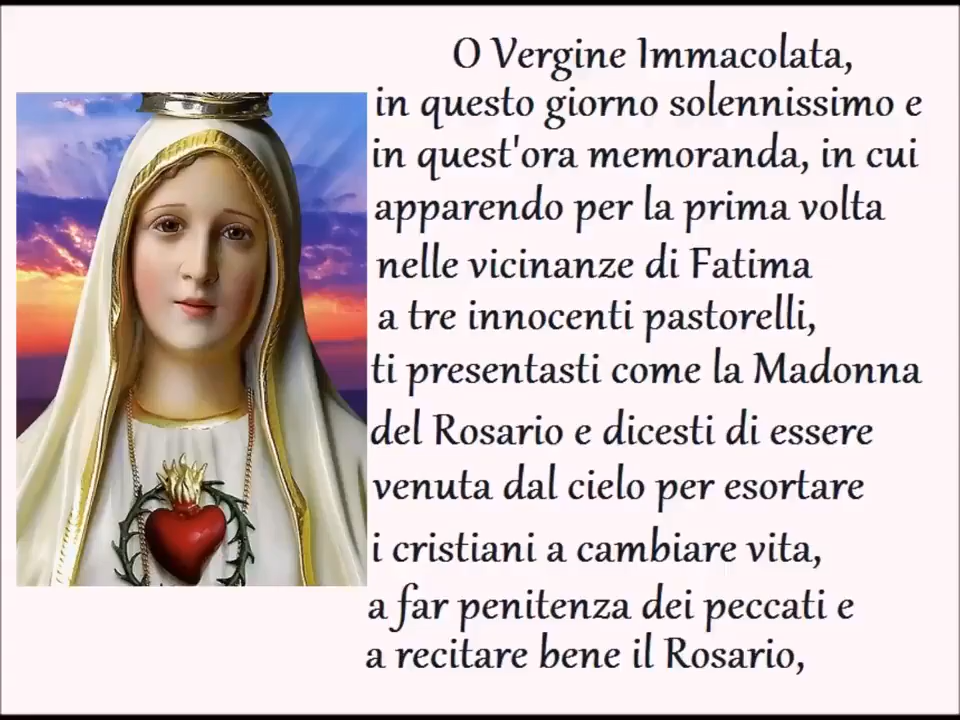 O Vergine Immacolata,
in questo giorno solennissimo e
in quest'ora memoranda, in cui
apparendo per la prima volta
nelle vicinanze di Fatima
a tre innocenti pastorelli,
ti presentasti come la Madonna
del Rosario e dicesti di essere
venuta dal cielo per esortare
i cristiani a cambiare vita,
a far penitenza dei peccati e
a recitare bene il Rosario,